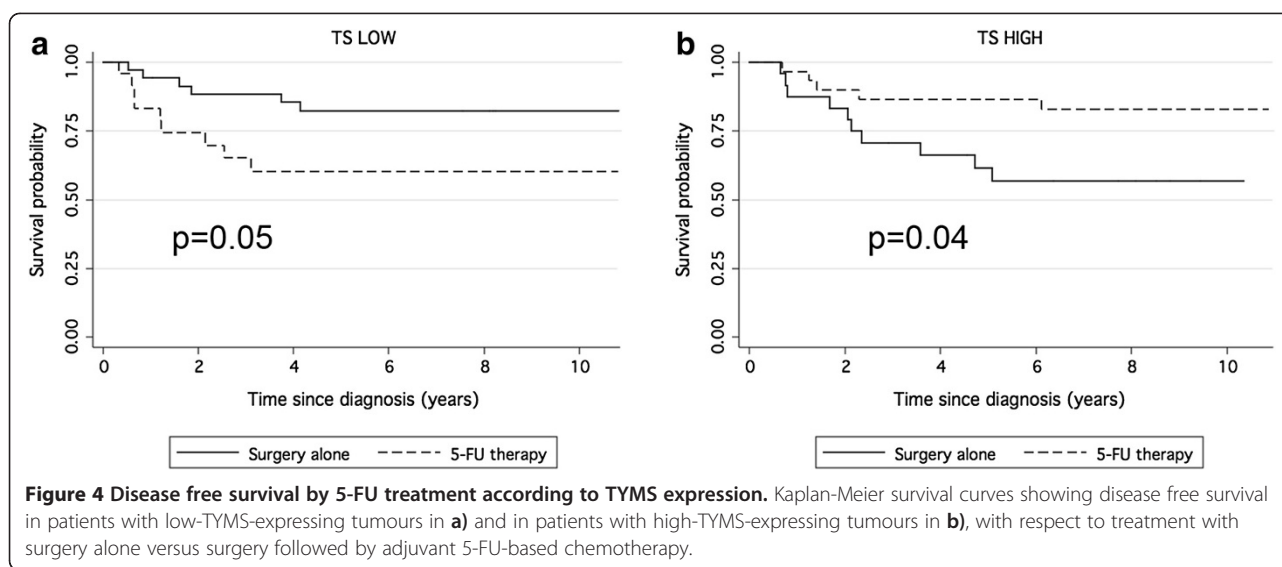 a
TS LOW
Survival probability
1.00
0.75
0.50
0.25
0.00
p=0.05
0 2 4 6 8 10
Time since diagnosis (years)
Surgery alone 5-FU therapy
b
TS HIGH
Survival probability
1.00
0.75
0.50
0.25
0.00
p=0.04
0 2 4 6 8 10
Time since diagnosis (years)
Surgery alone 5-FU therapy
Figure 4 Disease free survival by 5-FU treatment according to TYMS expression. Kaplan-Meier survival curves showing disease free survival
in patients with low-TYMS-expressing tumours in a) and in patients with high-TYMS-expressing tumours in b), with respect to treatment with
surgery alone versus surgery followed by adjuvant 5-FU-based chemotherapy.